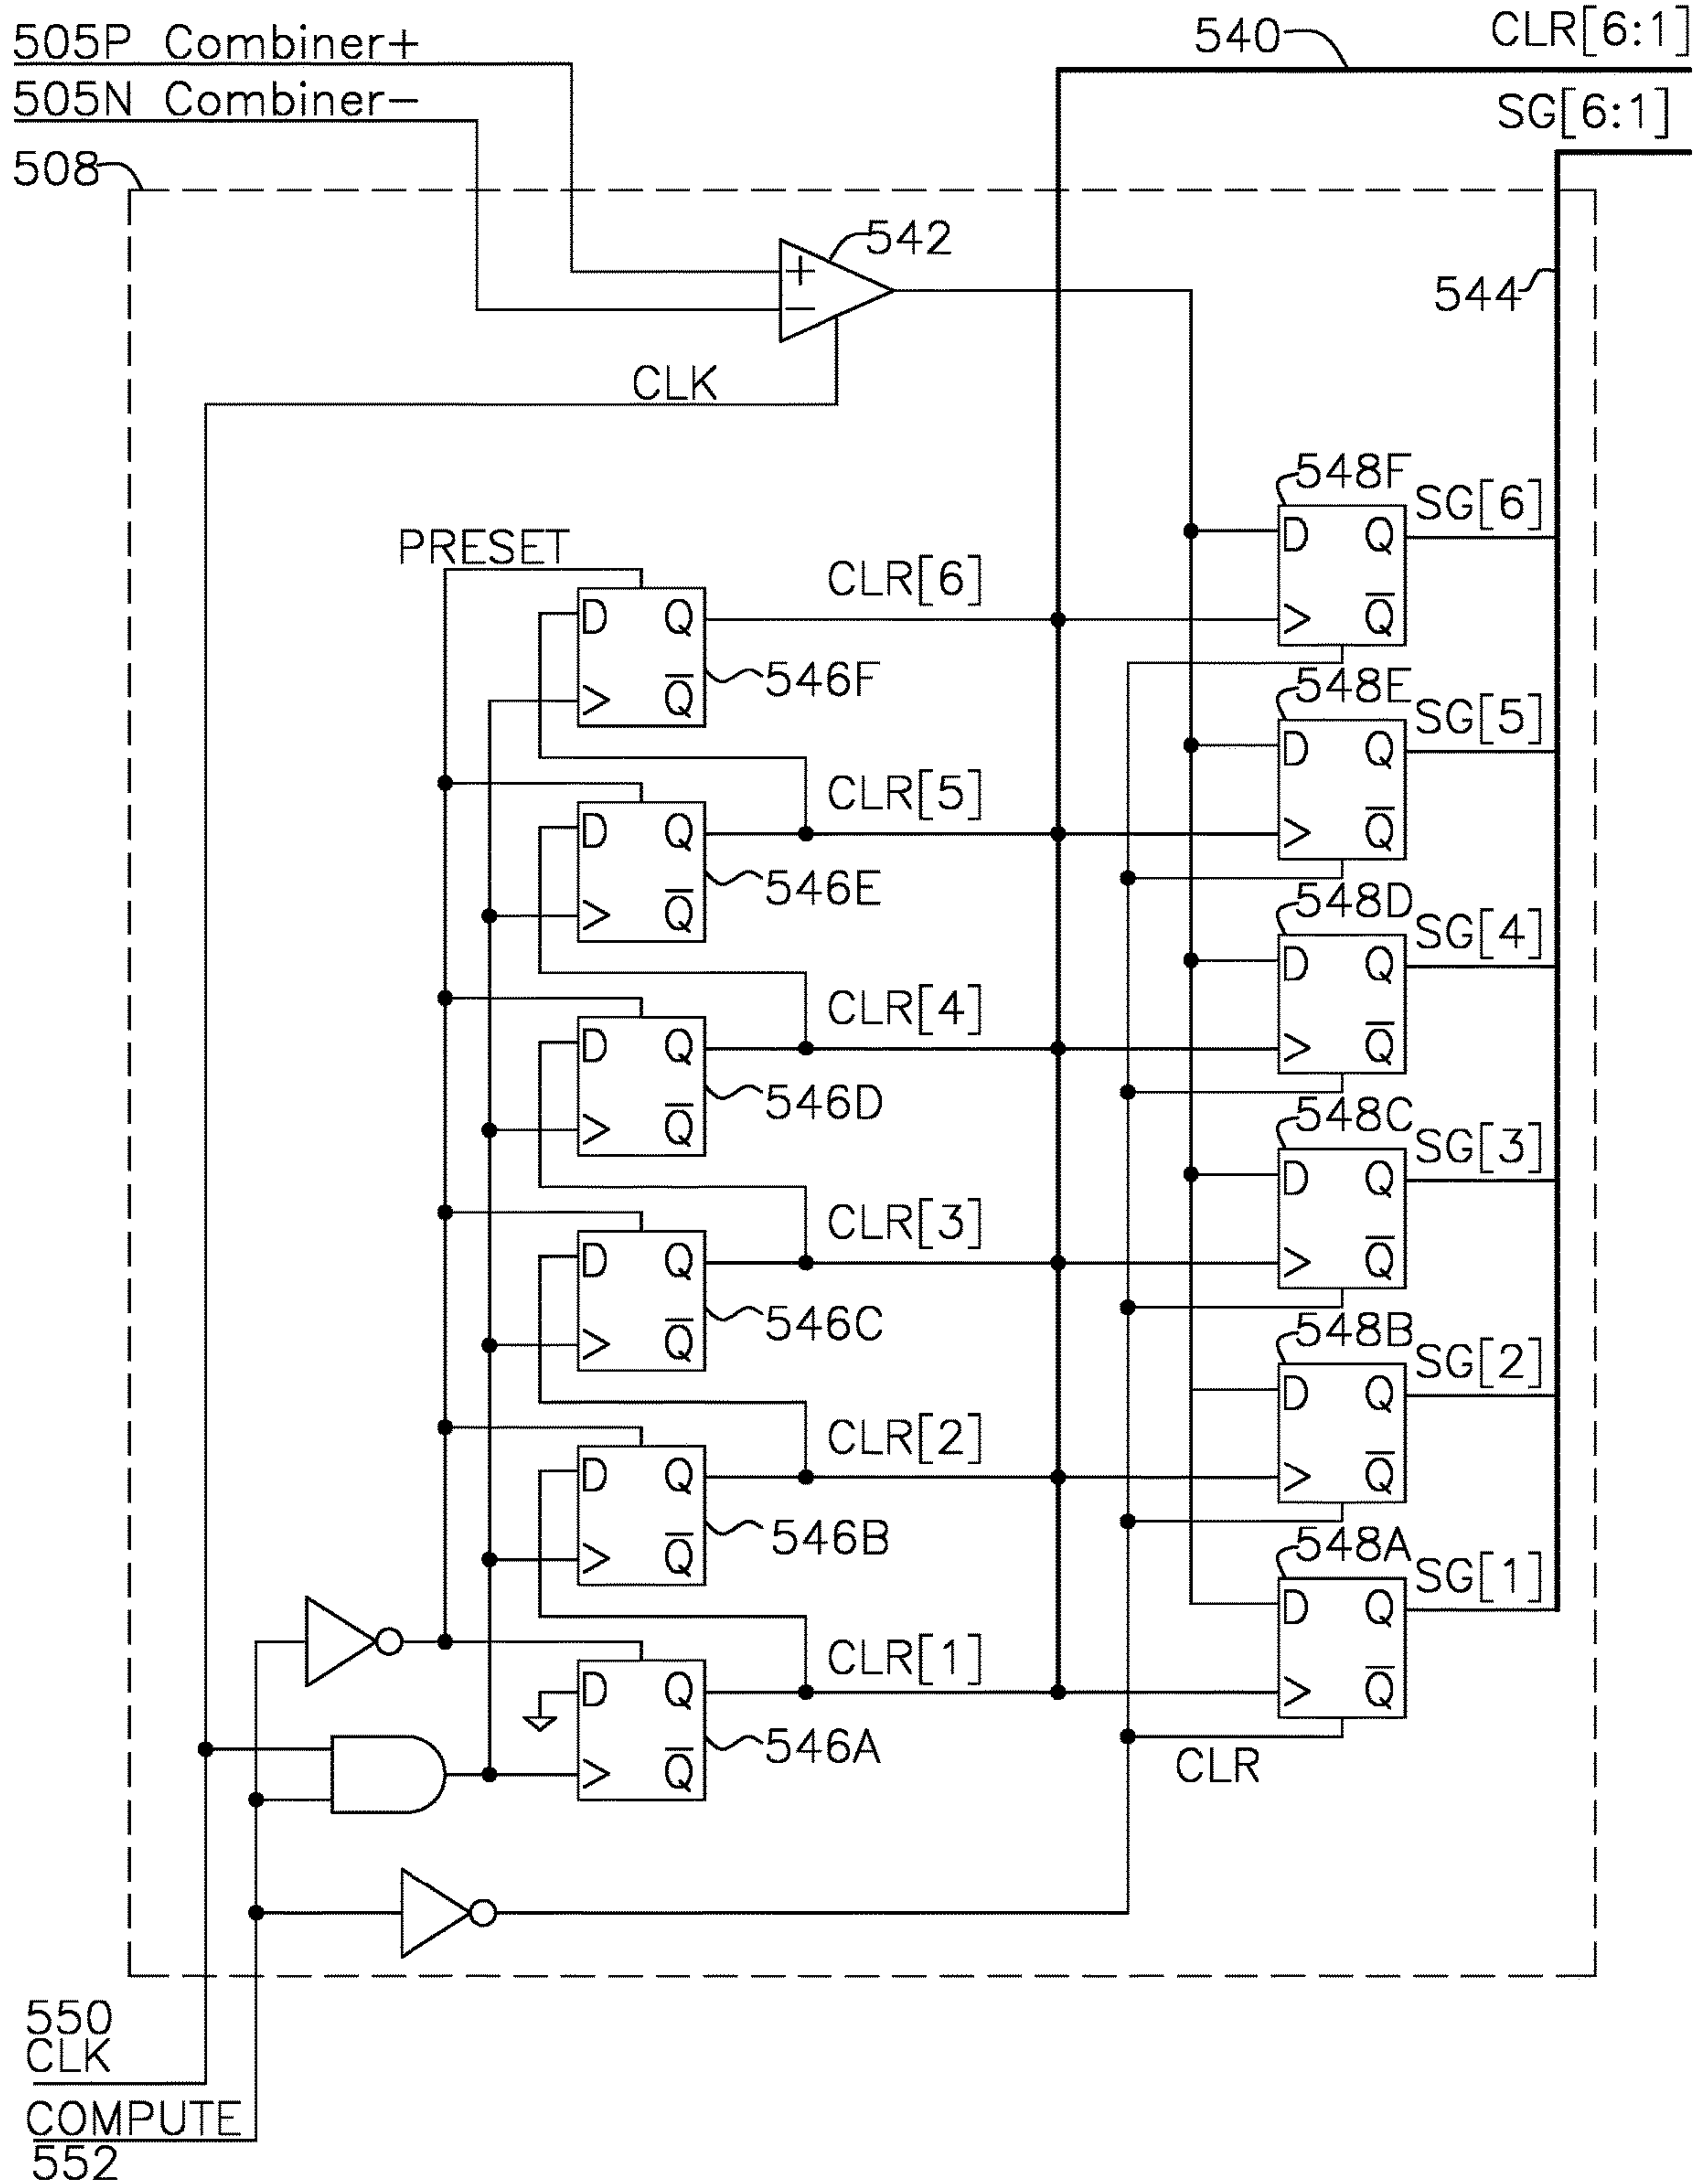 505P Combiner+
540
CLR[6:1]
505N Combiner-
SG[6:1]
508
542
+
−
544
CLK
548F
SG[6]
D Q
Q̅
PRESET
CLR[6]
D Q
Q̅
546F
548E
SG[5]
D Q
Q̅
CLR[5]
D Q
Q̅
546E
548D
SG[4]
D Q
Q̅
CLR[4]
D Q
Q̅
546D
548C
SG[3]
D Q
Q̅
CLR[3]
D Q
Q̅
546C
548B
SG[2]
D Q
Q̅
CLR[2]
D Q
Q̅
546B
548A
SG[1]
D Q
Q̅
CLR[1]
D Q
Q̅
546A
CLR
550
CLK
COMPUTE
552